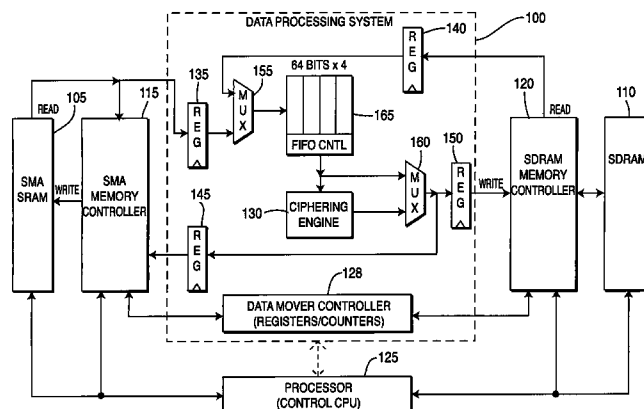 DATA PROCESSING SYSTEM
100
140
REG
64 BITS x 4
155
135
REG
MUX
165
FIFO CNTL
READ
105
115
120
READ
110
SMA
SRAM
WRITE
SMA
MEMORY
CONTROLLER
160
MUX
150
REG
WRITE
SDRAM
MEMORY
CONTROLLER
SDRAM
130
CIPHERING
ENGINE
145
REG
128
DATA MOVER CONTROLLER
(REGISTERS/COUNTERS)
125
PROCESSOR
(CONTROL CPU)